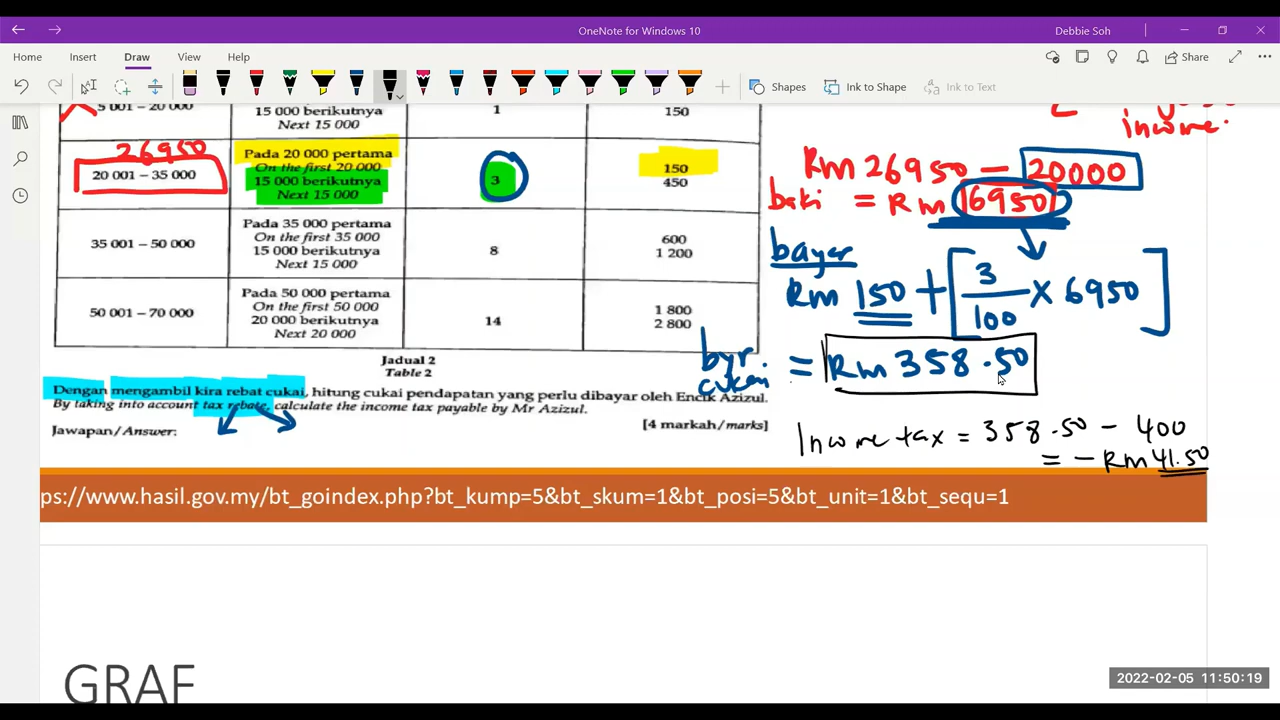 OneNote for Windows 10
Debbie Soh
Home Insert Draw View Help
Share
Shapes Ink to Shape Ink to Text
5 001 – 20 000
15 000 berikutnya
Next 15 000
1
150
income.
26950
20 001 – 35 000
Pada 20 000 pertama
On the first 20 000
15 000 berikutnya
Next 15 000
3
150
450
Rm 26950 – 20000
baki = Rm 6950
35 001 – 50 000
Pada 35 000 pertama
On the first 35 000
15 000 berikutnya
Next 15 000
8
600
1 200
bayar
Rm 150 + [3/100 × 6950]
50 001 – 70 000
Pada 50 000 pertama
On the first 50 000
20 000 berikutnya
Next 20 000
14
1 800
2 800
Jadual 2
Table 2
byr cukai = Rm 358.50
Dengan mengambil kira rebat cukai, hitung cukai pendapatan yang perlu dibayar oleh Encik Azizul.
By taking into account tax rebate, calculate the income tax payable by Mr Azizul.
Jawapan/Answer:
[4 markah/marks]
Income tax = 358.50 – 400
= – Rm 41.50
ps://www.hasil.gov.my/bt_goindex.php?bt_kump=5&bt_skum=1&bt_posi=5&bt_unit=1&bt_sequ=1
GRAF
2022-02-05 11:50:19